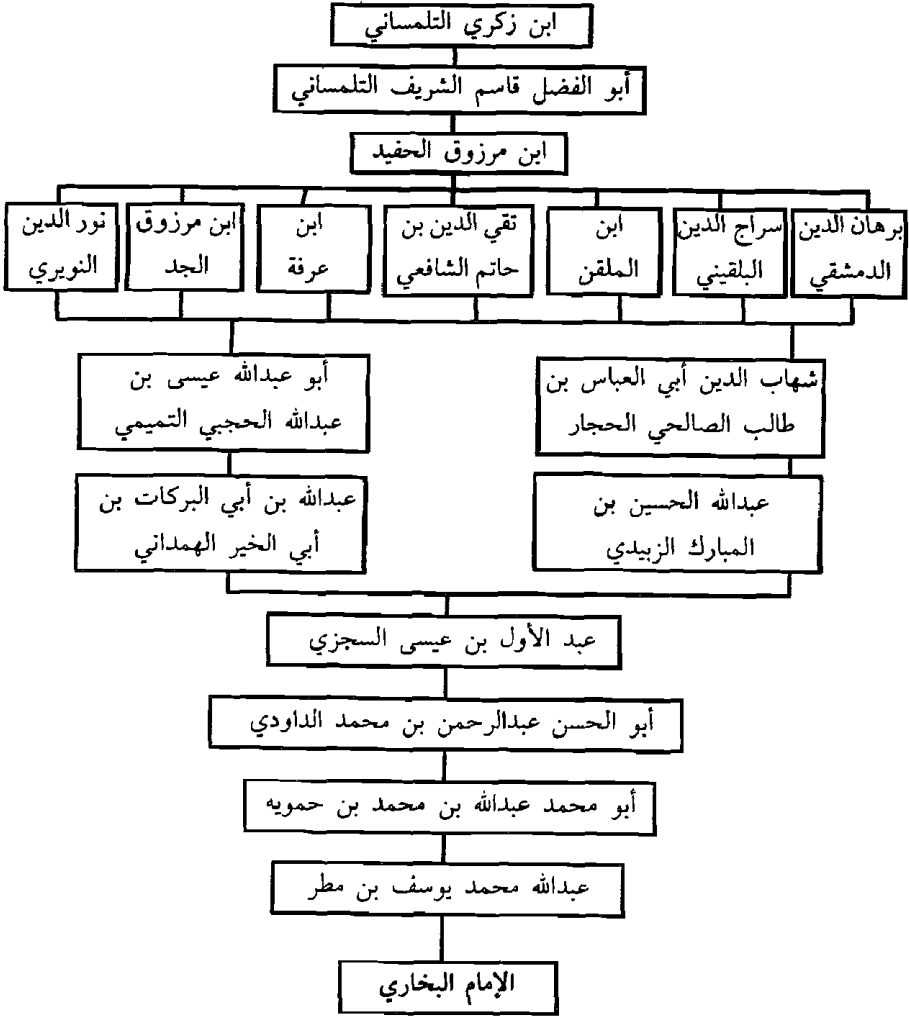 ابن زكري التلمساني
أبو الفضل قاسم الشريف التلمساني
ابن مرزوق الحفيد
برهان الدين
الدمشقي
سراج الدين
البلقيني
ابن
الملقن
تقي الدين بن
حاتم الشافعي
ابن
عرفة
ابن مرزوق
الجد
نور الدين
النويري
شهاب الدين أبي العباس بن
طالب الصالحي الحجار
أبو عبدالله عيسى بن
عبدالله الحجبي التميمي
عبدالله الحسين بن
المبارك الزبيدي
عبدالله بن أبي البركات بن
أبي الخير الهمداني
عبد الأول بن عيسى السجزي
أبو الحسن عبدالرحمن بن محمد الداودي
أبو محمد عبدالله بن محمد بن حمويه
عبدالله محمد يوسف بن مطر
الإمام البخاري